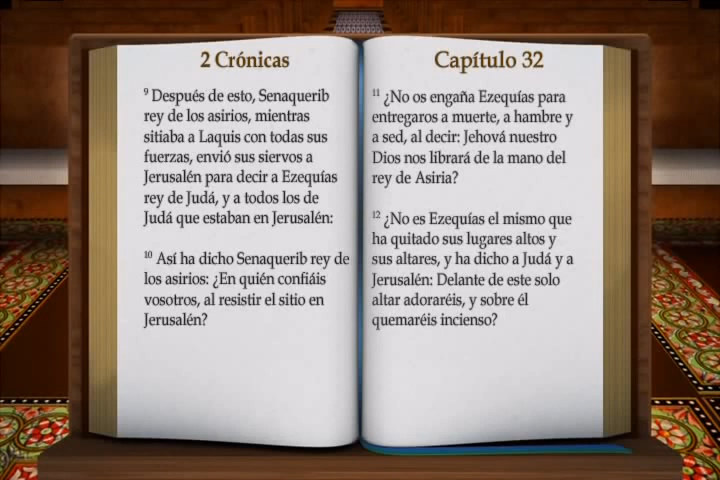 2 Crónicas
⁹ Después de esto, Senaquerib
rey de los asirios, mientras
sitiaba a Laquis con todas sus
fuerzas, envió sus siervos a
Jerusalén para decir a Ezequías
rey de Judá, y a todos los de
Judá que estaban en Jerusalén:
¹⁰ Así ha dicho Senaquerib rey de
los asirios: ¿En quién confiáis
vosotros, al resistir el sitio en
Jerusalén?
Capítulo 32
¹¹ ¿No os engaña Ezequías para
entregaros a muerte, a hambre y
a sed, al decir: Jehová nuestro
Dios nos librará de la mano del
rey de Asiria?
¹² ¿No es Ezequías el mismo que
ha quitado sus lugares altos y
sus altares, y ha dicho a Judá y a
Jerusalén: Delante de este solo
altar adoraréis, y sobre él
quemaréis incienso?